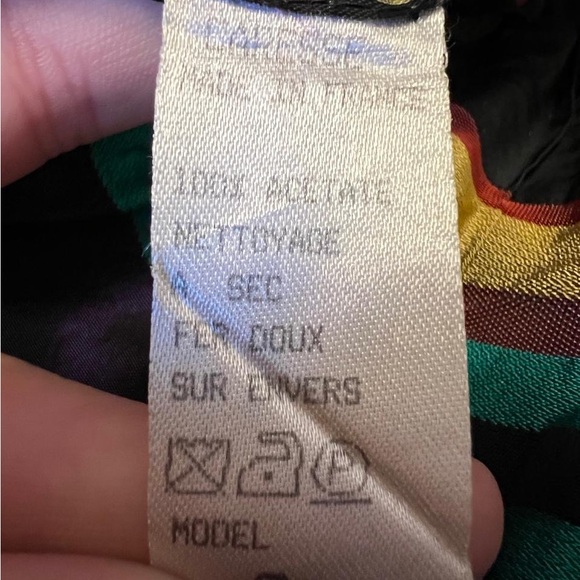 MADE IN FRANCE
100% ACETATE
NETTOYAGE
A SEC
FER DOUX
SUR ENVERS
P
MODEL